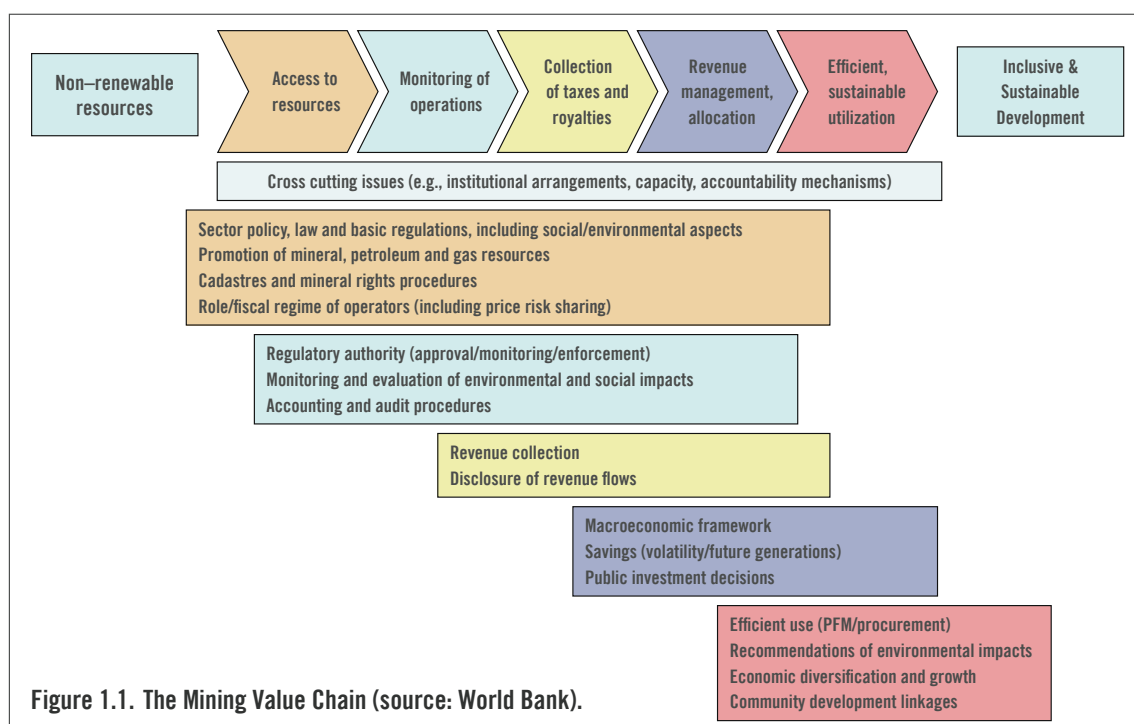 Non–renewable
resources
Access to
resources
Monitoring of
operations
Collection
of taxes and
royalties
Revenue
management,
allocation
Efficient,
sustainable
utilization
Inclusive &
Sustainable
Development
Cross cutting issues (e.g., institutional arrangements, capacity, accountability mechanisms)
Sector policy, law and basic regulations, including social/environmental aspects
Promotion of mineral, petroleum and gas resources
Cadastres and mineral rights procedures
Role/fiscal regime of operators (including price risk sharing)
Regulatory authority (approval/monitoring/enforcement)
Monitoring and evaluation of environmental and social impacts
Accounting and audit procedures
Revenue collection
Disclosure of revenue flows
Macroeconomic framework
Savings (volatility/future generations)
Public investment decisions
Efficient use (PFM/procurement)
Recommendations of environmental impacts
Economic diversification and growth
Community development linkages
Figure 1.1. The Mining Value Chain (source: World Bank).